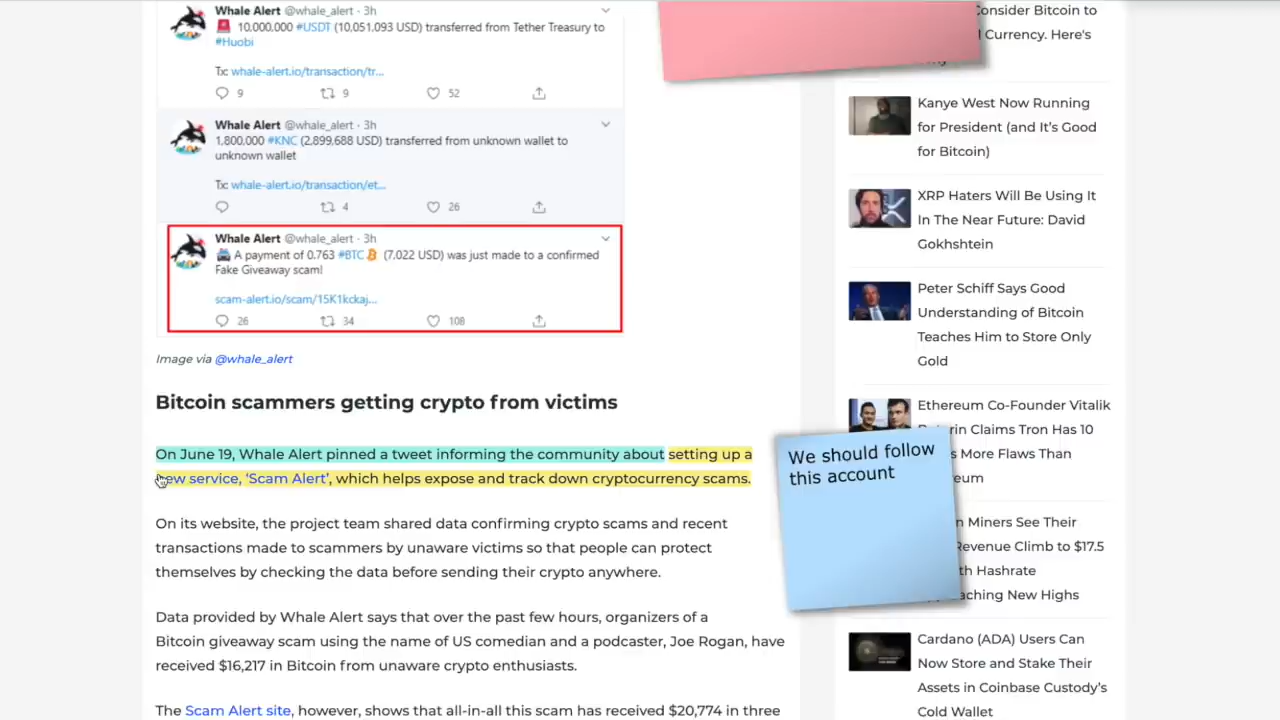 Whale Alert @whale_alert · 3h
10,000,000 #USDT (10,051,093 USD) transferred from Tether Treasury to
#Huobi
Tx: whale-alert.io/transaction/tr...
9 9 52
Whale Alert @whale_alert · 3h
1,800,000 #KNC (2,899,688 USD) transferred from unknown wallet to
unknown wallet
Tx: whale-alert.io/transaction/et...
4 26
Whale Alert @whale_alert · 3h
A payment of 0.763 #BTC (7,022 USD) was just made to a confirmed
Fake Giveaway scam!
scam-alert.io/scam/15K1kckaj...
26 34 108
Image via @whale_alert
Bitcoin scammers getting crypto from victims
On June 19, Whale Alert pinned a tweet informing the community about setting up a
new service, ‘Scam Alert’, which helps expose and track down cryptocurrency scams.
On its website, the project team shared data confirming crypto scams and recent
transactions made to scammers by unaware victims so that people can protect
themselves by checking the data before sending their crypto anywhere.
Data provided by Whale Alert says that over the past few hours, organizers of a
Bitcoin giveaway scam using the name of US comedian and a podcaster, Joe Rogan, have
received $16,217 in Bitcoin from unaware crypto enthusiasts.
The Scam Alert site, however, shows that all-in-all this scam has received $20,774 in three
We should follow
this account
Consider Bitcoin to
Currency. Here's
Kanye West Now Running
for President (and It’s Good
for Bitcoin)
XRP Haters Will Be Using It
In The Near Future: David
Gokhshtein
Peter Schiff Says Good
Understanding of Bitcoin
Teaches Him to Store Only
Gold
Ethereum Co-Founder Vitalik
Claims Tron Has 10
More Flaws Than
Miners See Their
Revenue Climb to $17.5
Hashrate
New Highs
Cardano (ADA) Users Can
Now Store and Stake Their
Assets in Coinbase Custody’s
Cold Wallet